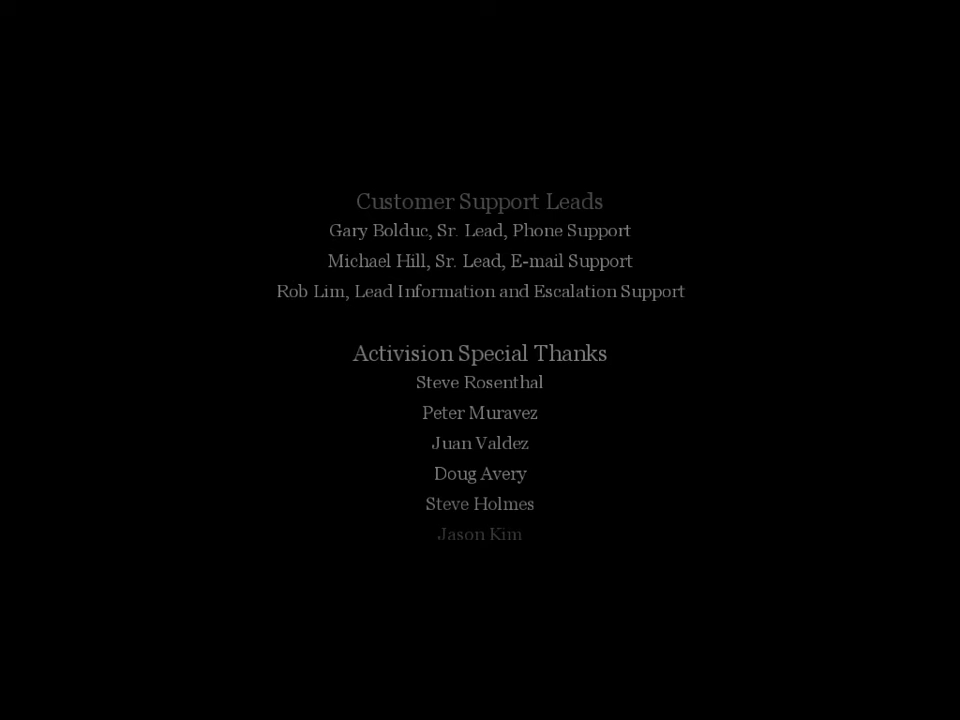 Customer Support Leads
Gary Bolduc, Sr. Lead, Phone Support
Michael Hill, Sr. Lead, E-mail Support
Rob Lim, Lead Information and Escalation Support
Activision Special Thanks
Steve Rosenthal
Peter Muravez
Juan Valdez
Doug Avery
Steve Holmes
Jason Kim